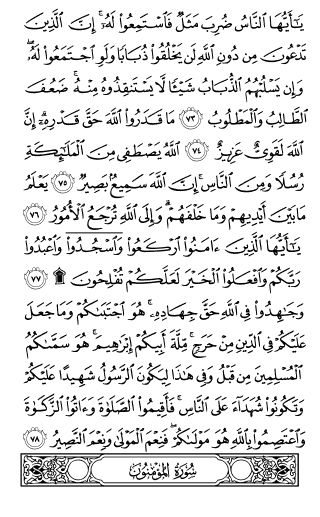 يَٰٓأَيُّهَا ٱلنَّاسُ ضُرِبَ مَثَلٞ فَٱسۡتَمِعُواْ لَهُۥٓۚ إِنَّ ٱلَّذِينَ
تَدۡعُونَ مِن دُونِ ٱللَّهِ لَن يَخۡلُقُواْ ذُبَابٗا وَلَوِ ٱجۡتَمَعُواْ لَهُۥۖ
وَإِن يَسۡلُبۡهُمُ ٱلذُّبَابُ شَيۡـٔٗا لَّا يَسۡتَنقِذُوهُ مِنۡهُۚ ضَعُفَ
ٱلطَّالِبُ وَٱلۡمَطۡلُوبُ ٧٣ مَا قَدَرُواْ ٱللَّهَ حَقَّ قَدۡرِهِۦٓۚ إِنَّ
ٱللَّهَ لَقَوِيٌّ عَزِيزٌ ٧٤ ٱللَّهُ يَصۡطَفِي مِنَ ٱلۡمَلَٰٓئِكَةِ
رُسُلٗا وَمِنَ ٱلنَّاسِۚ إِنَّ ٱللَّهَ سَمِيعُۢ بَصِيرٞ ٧٥ يَعۡلَمُ
مَا بَيۡنَ أَيۡدِيهِمۡ وَمَا خَلۡفَهُمۡۚ وَإِلَى ٱللَّهِ تُرۡجَعُ ٱلۡأُمُورُ ٧٦
يَٰٓأَيُّهَا ٱلَّذِينَ ءَامَنُواْ ٱرۡكَعُواْ وَٱسۡجُدُواْۤ وَٱعۡبُدُواْ
رَبَّكُمۡ وَٱفۡعَلُواْ ٱلۡخَيۡرَ لَعَلَّكُمۡ تُفۡلِحُونَ ۩ ٧٧
وَجَٰهِدُواْ فِي ٱللَّهِ حَقَّ جِهَادِهِۦۚ هُوَ ٱجۡتَبَىٰكُمۡ وَمَا جَعَلَ
عَلَيۡكُمۡ فِي ٱلدِّينِ مِنۡ حَرَجٖۚ مِّلَّةَ أَبِيكُمۡ إِبۡرَٰهِيمَۚ هُوَ سَمَّىٰكُمُ
ٱلۡمُسۡلِمِينَ مِن قَبۡلُ وَفِي هَٰذَا لِيَكُونَ ٱلرَّسُولُ شَهِيدًا عَلَيۡكُمۡ
وَتَكُونُواْ شُهَدَآءَ عَلَى ٱلنَّاسِۚ فَأَقِيمُواْ ٱلصَّلَوٰةَ وَءَاتُواْ ٱلزَّكَوٰةَ
وَٱعۡتَصِمُواْ بِٱللَّهِ هُوَ مَوۡلَىٰكُمۡۖ فَنِعۡمَ ٱلۡمَوۡلَىٰ وَنِعۡمَ ٱلنَّصِيرُ ٧٨
سُورَةُ المُؤْمِنُونَ